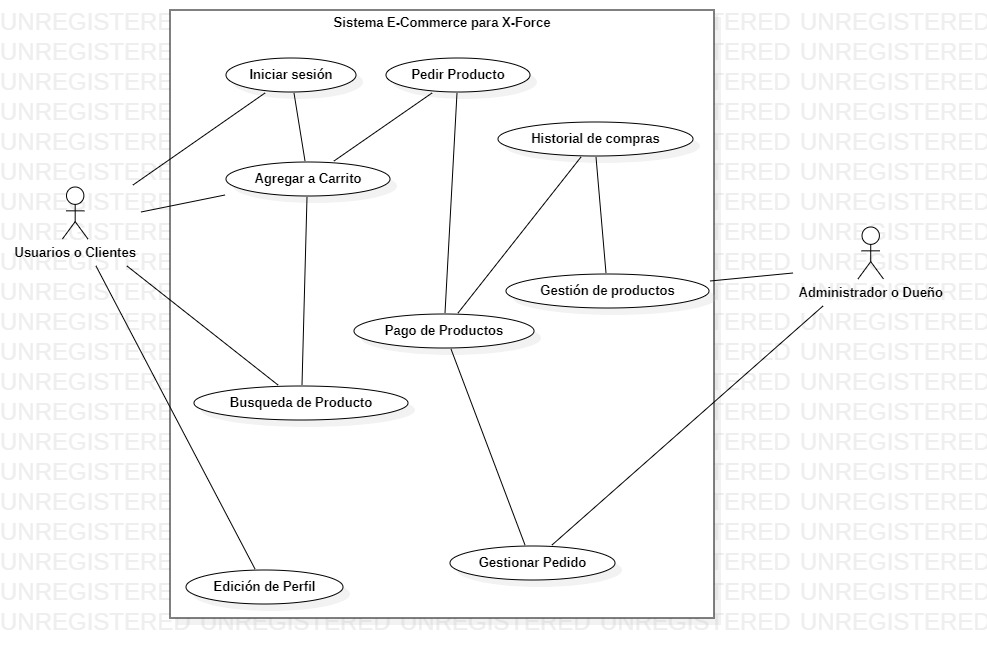 Sistema E-Commerce para X-Force
Iniciar sesión
Pedir Producto
Historial de compras
Agregar a Carrito
Usuarios o Clientes
Gestión de productos
Administrador o Dueño
Pago de Productos
Busqueda de Producto
Gestionar Pedido
Edición de Perfil
UNREGISTERED UNREGISTERED UNREGISTERED UNREGISTERED UNREGISTERED